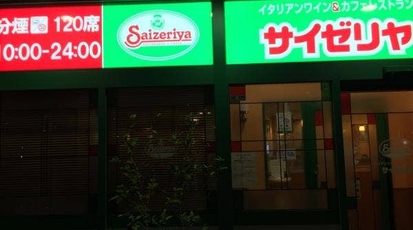 分煙 120席
10:00-24:00
Saizeriya
イタリアンワイン&カフェレストラン
サイゼリヤ